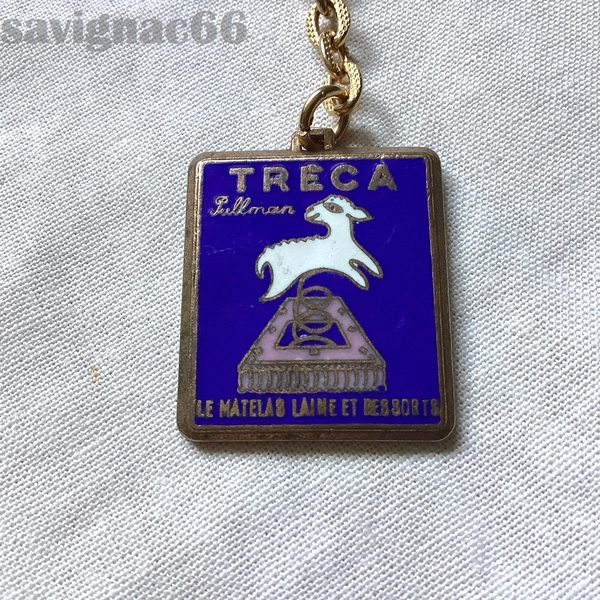 savignac66
TRECA
Pullman
LE MATELAS LAINE ET RESSORTS